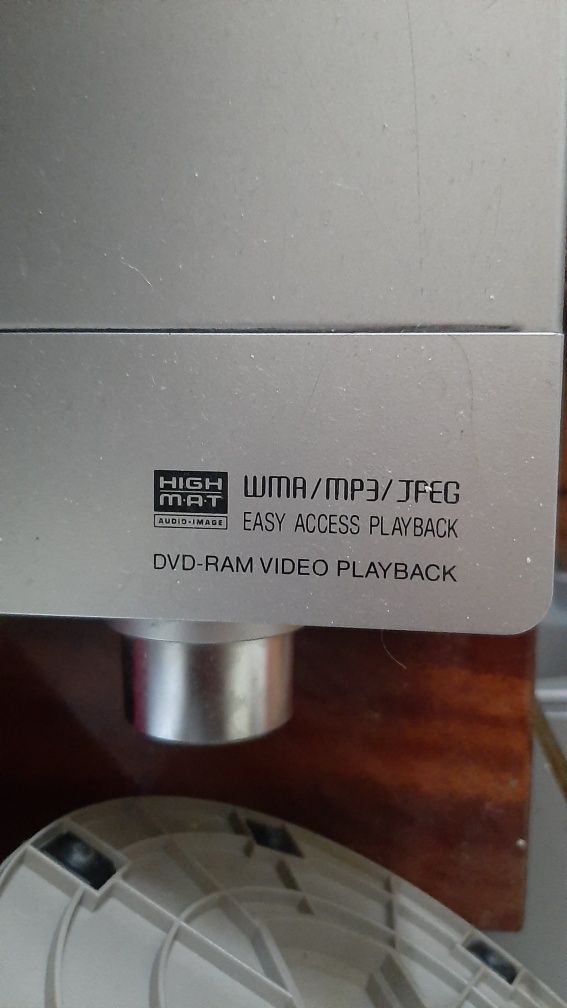 HIGH
M•A•T
AUDIO•IMAGE
WMA/MP3/JPEG
EASY ACCESS PLAYBACK
DVD-RAM VIDEO PLAYBACK